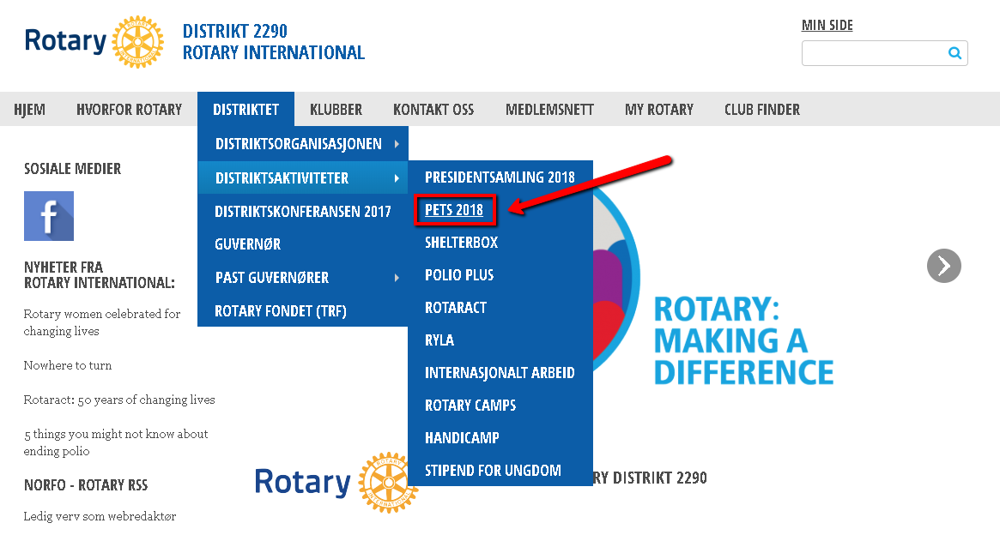 Rotary
ROTARY
INTERNATIONAL
DISTRIKT 2290
ROTARY INTERNATIONAL
MIN SIDE
HJEM
HVORFOR ROTARY
DISTRIKTET
KLUBBER
KONTAKT OSS
MEDLEMSNETT
MY ROTARY
CLUB FINDER
DISTRIKTSORGANISASJONEN
DISTRIKTSAKTIVITETER
DISTRIKTSKONFERANSEN 2017
GUVERNØR
PAST GUVERNØRER
ROTARY FONDET (TRF)
PRESIDENTSAMLING 2018
PETS 2018
SHELTERBOX
POLIO PLUS
ROTARACT
RYLA
INTERNASJONALT ARBEID
ROTARY CAMPS
HANDICAMP
STIPEND FOR UNGDOM
SOSIALE MEDIER
f
NYHETER FRA
ROTARY INTERNATIONAL:
Rotary women celebrated for
changing lives
Nowhere to turn
Rotaract: 50 years of changing lives
5 things you might not know about
ending polio
NORFO - ROTARY RSS
Ledig verv som webredaktør
ROTARY:
MAKING A
DIFFERENCE
Rotary
ROTARY
INTERNATIONAL
RY DISTRIKT 2290